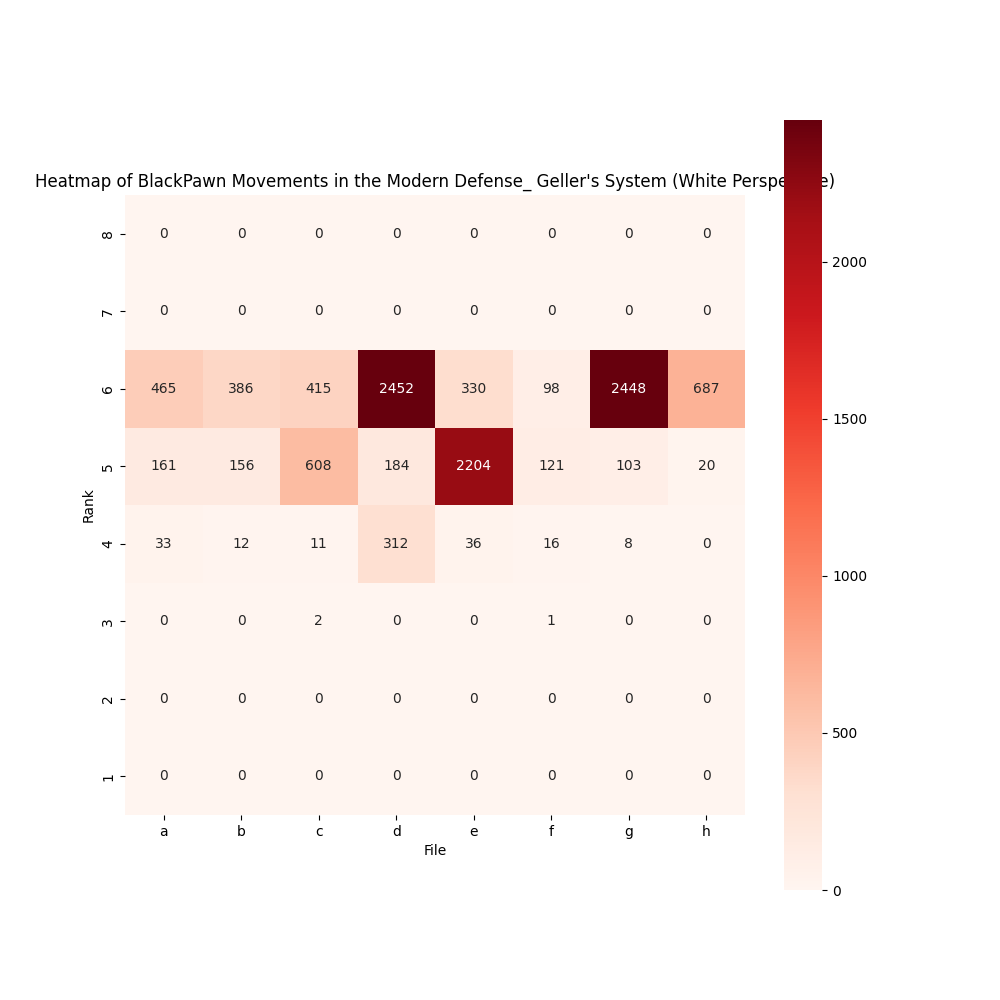 Heatmap of BlackPawn Movements in the Modern Defense_ Geller's System (White Perspe e)
8 0 0 0 0 0 0 0 0
7 0 0 0 0 0 0 0 0
6 465 386 415 2452 330 98 2448 687
5 161 156 608 184 2204 121 103 20
4 33 12 11 312 36 16 8 0
3 0 0 2 0 0 1 0 0
2 0 0 0 0 0 0 0 0
1 0 0 0 0 0 0 0 0
a b c d e f g h
File
Rank
2000
1500
1000
500
0